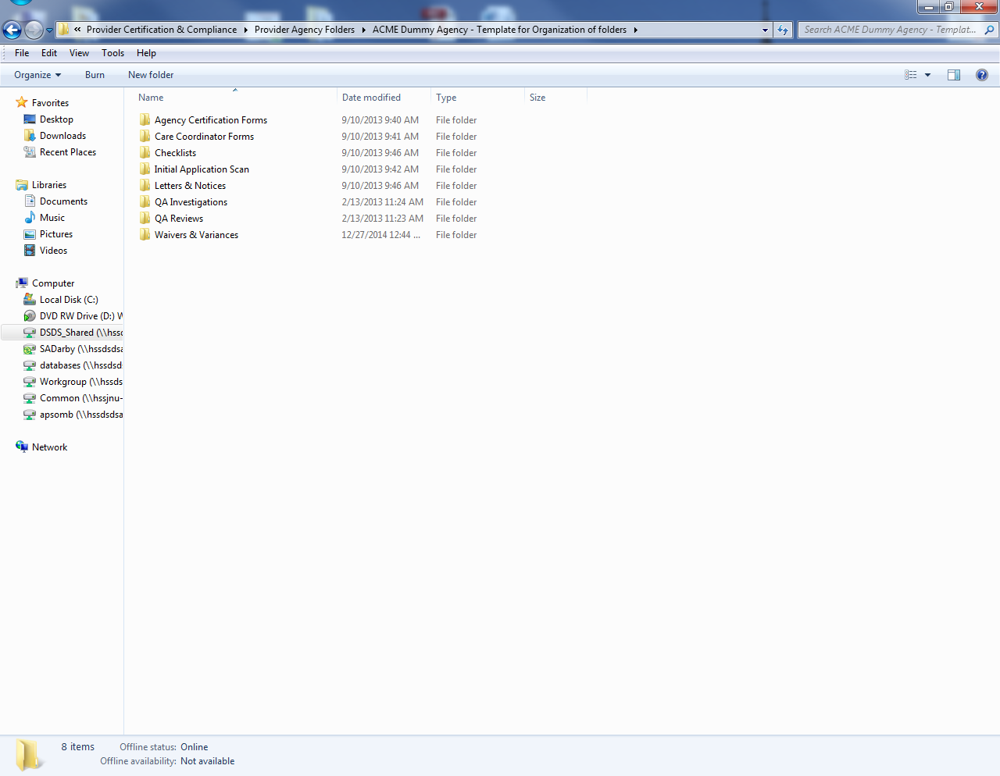 « Provider Certification & Compliance Provider Agency Folders ACME Dummy Agency - Template for Organization of folders Search ACME Dummy Agency - Templat...
File Edit View Tools Help
Organize Burn New folder
Name Date modified Type Size
Favorites
Desktop
Downloads
Recent Places
Libraries
Documents
Music
Pictures
Videos
Computer
Local Disk (C:)
DVD RW Drive (D:)
DSDS_Shared (\\hssd
SADarby (\\hssdsdsa
databases (\\hssdsd
Workgroup (\\hssds
Common (\\hssjnu-
apsomb (\\hssdsdsa
Network
Agency Certification Forms 9/10/2013 9:40 AM File folder
Care Coordinator Forms 9/10/2013 9:41 AM File folder
Checklists 9/10/2013 9:46 AM File folder
Initial Application Scan 9/10/2013 9:42 AM File folder
Letters & Notices 9/10/2013 9:46 AM File folder
QA Investigations 2/13/2013 11:24 AM File folder
QA Reviews 2/13/2013 11:23 AM File folder
Waivers & Variances 12/27/2014 12:44 ... File folder
8 items Offline status: Online
Offline availability: Not available